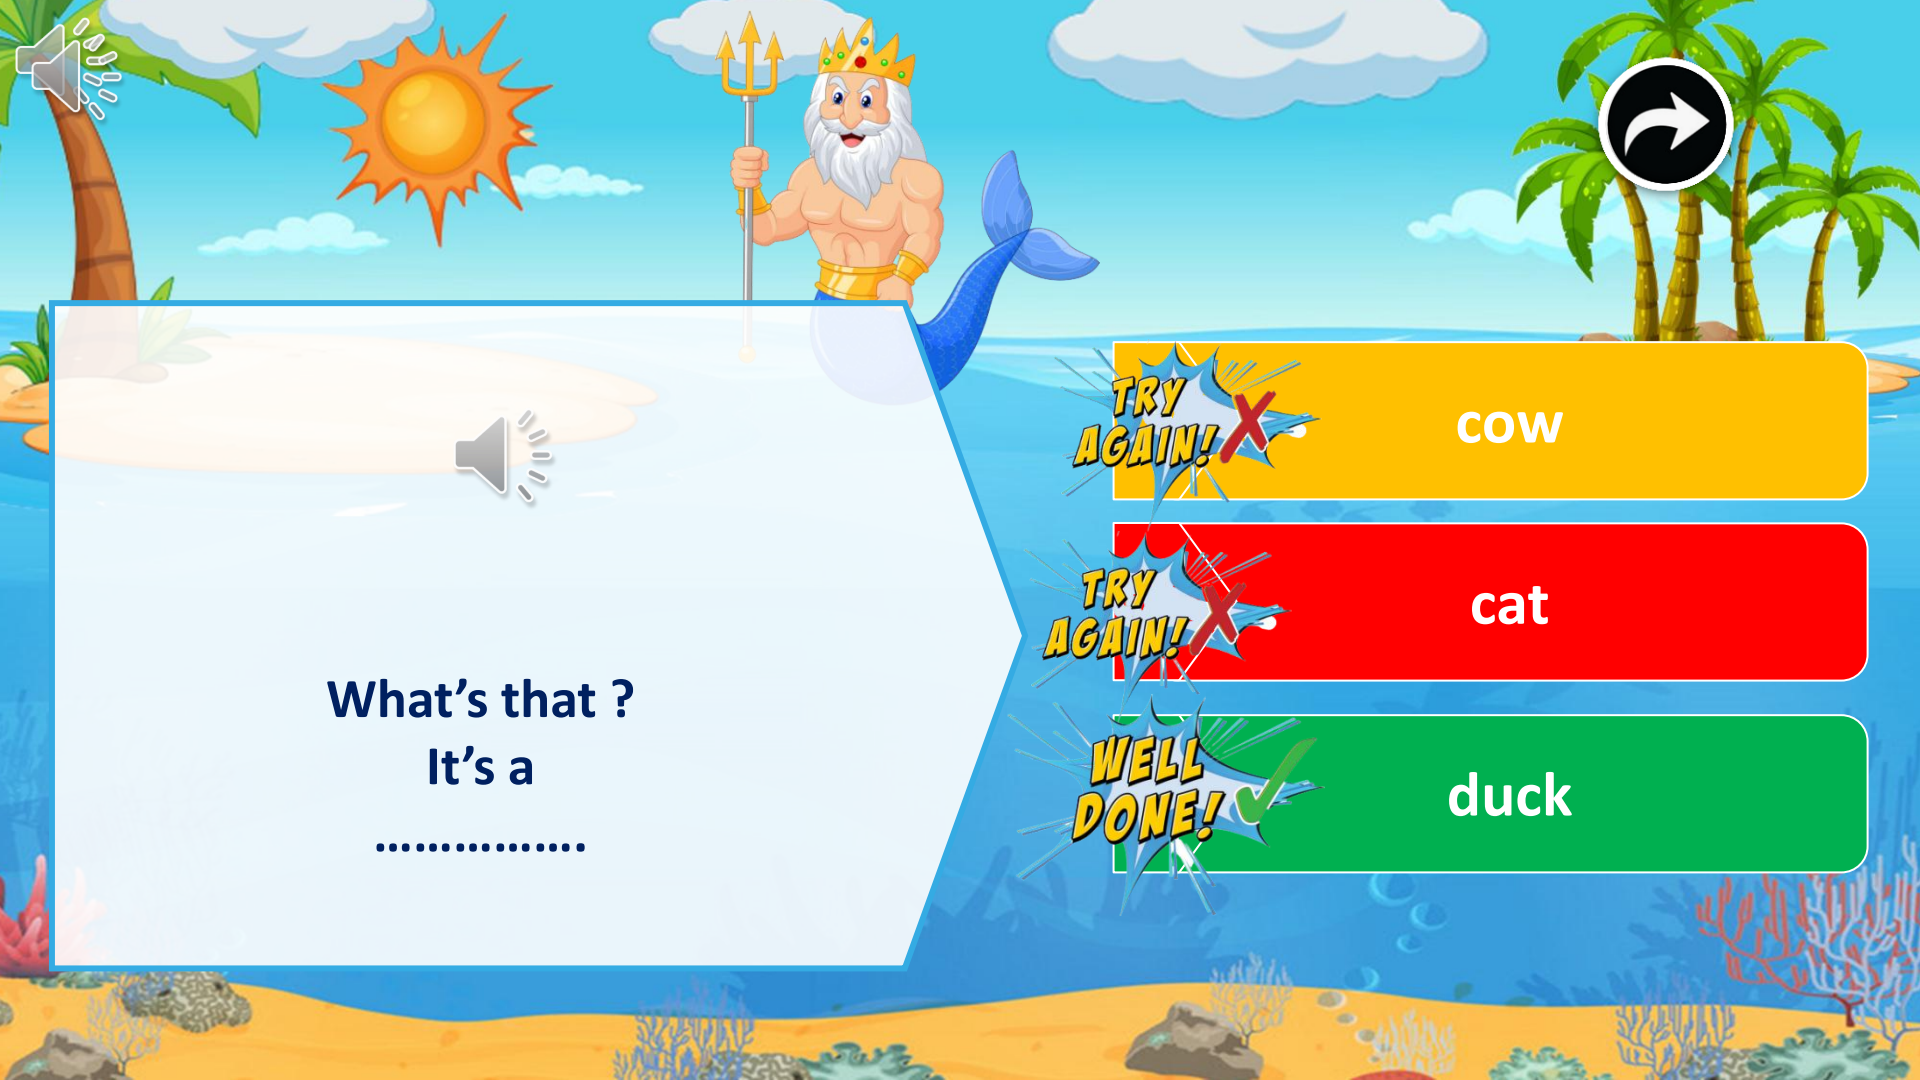 What’s that ?
It’s a
…………….
TRY
AGAIN!
cow
TRY
AGAIN!
cat
WELL
DONE!
duck